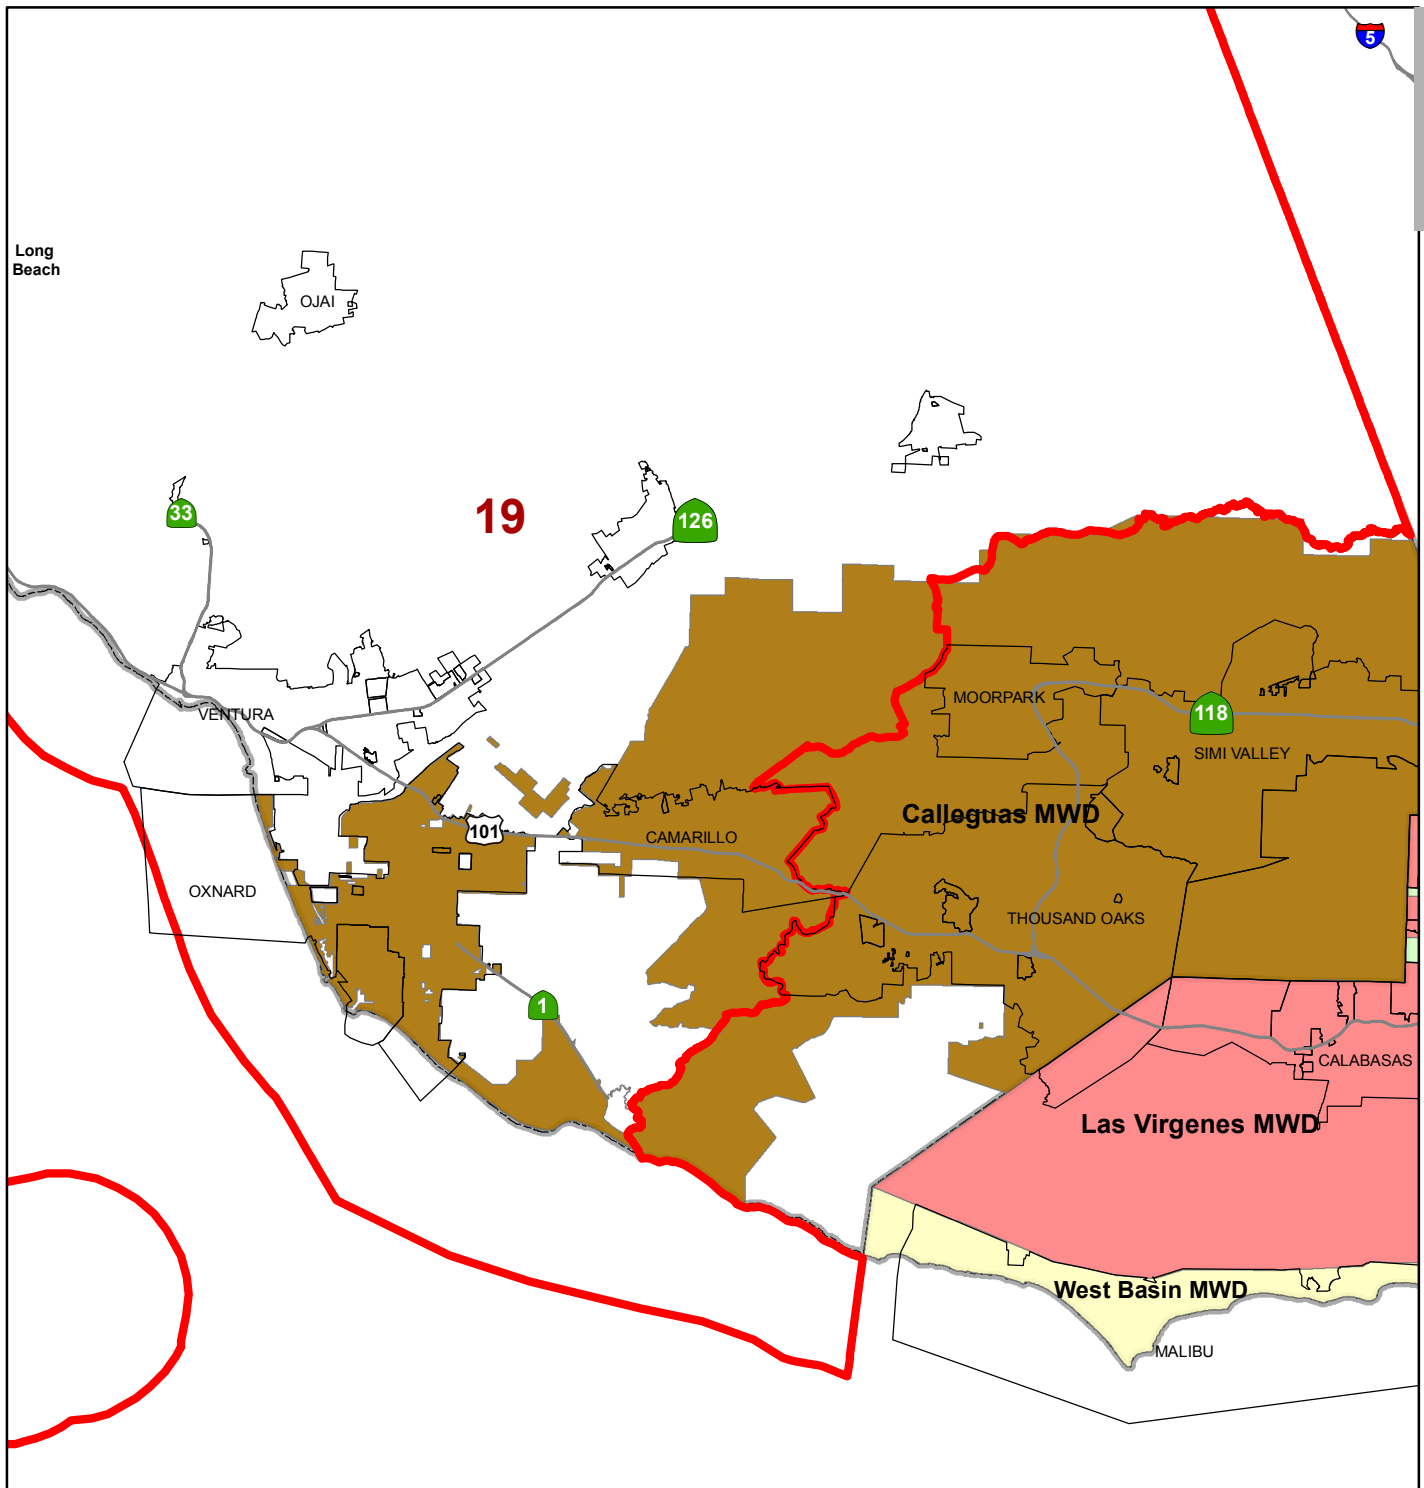 5
Long
Beach
OJAI
33
19
126
VENTURA
MOORPARK
118
SIMI VALLEY
Calleguas MWD
101
CAMARILLO
OXNARD
THOUSAND OAKS
1
CALABASAS
Las Virgenes MWD
West Basin MWD
MALIBU